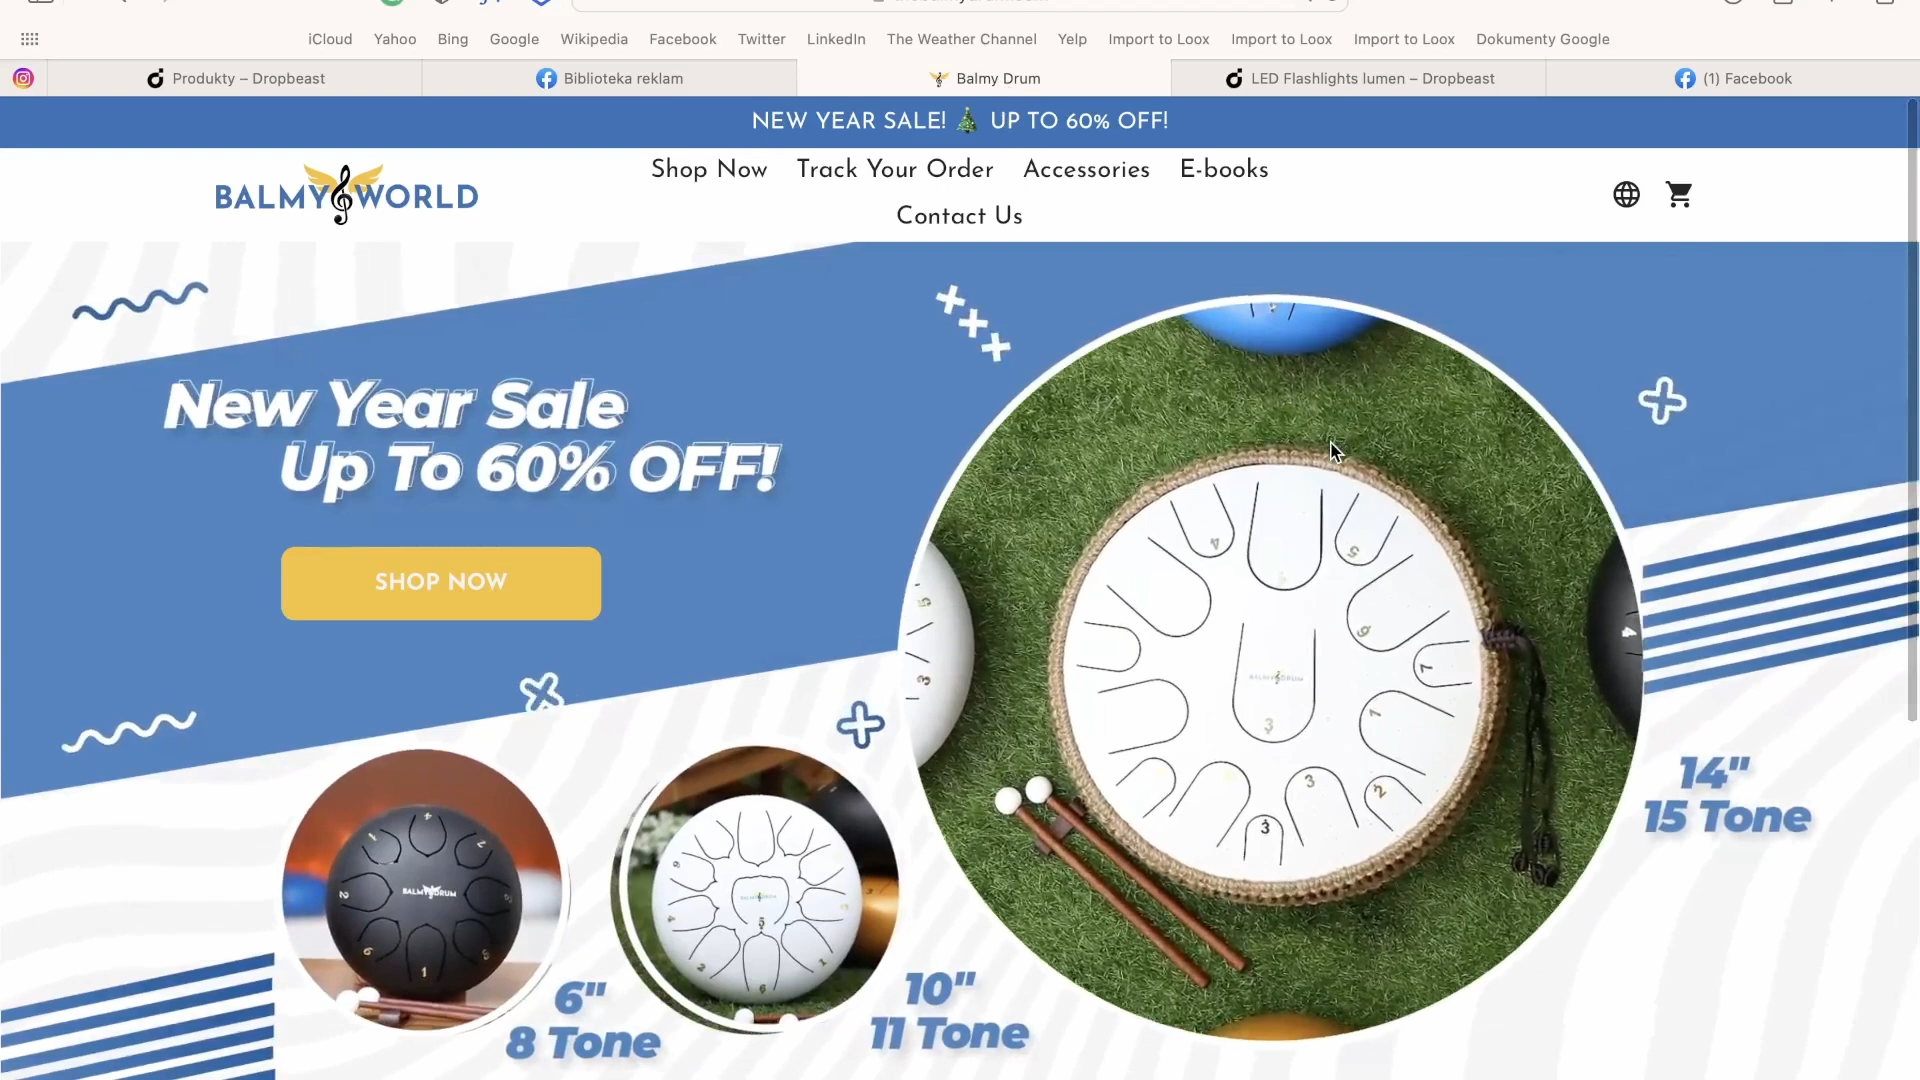 iCloud Yahoo Bing Google Wikipedia Facebook Twitter LinkedIn The Weather Channel Yelp Import to Loox Import to Loox Import to Loox Dokumenty Google
Produkty – Dropbeast Biblioteka reklam Balmy Drum LED Flashlights lumen – Dropbeast (1) Facebook
NEW YEAR SALE! 🎄 UP TO 60% OFF!
BALMY WORLD
Shop Now Track Your Order Accessories E-books
Contact Us
New Year Sale
Up To 60% OFF!
SHOP NOW
14"
15 Tone
6"
8 Tone
10"
11 Tone